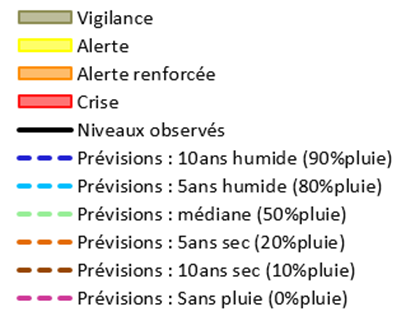 Vigilance
Alerte
Alerte renforcée
Crise
Niveaux observés
Prévisions : 10ans humide (90%pluie)
Prévisions : 5ans humide (80%pluie)
Prévisions : médiane (50%pluie)
Prévisions : 5ans sec (20%pluie)
Prévisions : 10ans sec (10%pluie)
Prévisions : Sans pluie (0%pluie)